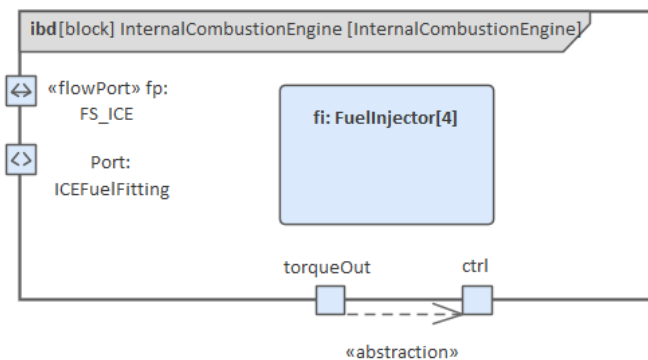 ibd[block] InternalCombustionEngine [InternalCombustionEngine]
«flowPort» fp:
FS_ICE
fi: FuelInjector[4]
Port:
ICEFuelFitting
torqueOut
ctrl
«abstraction»